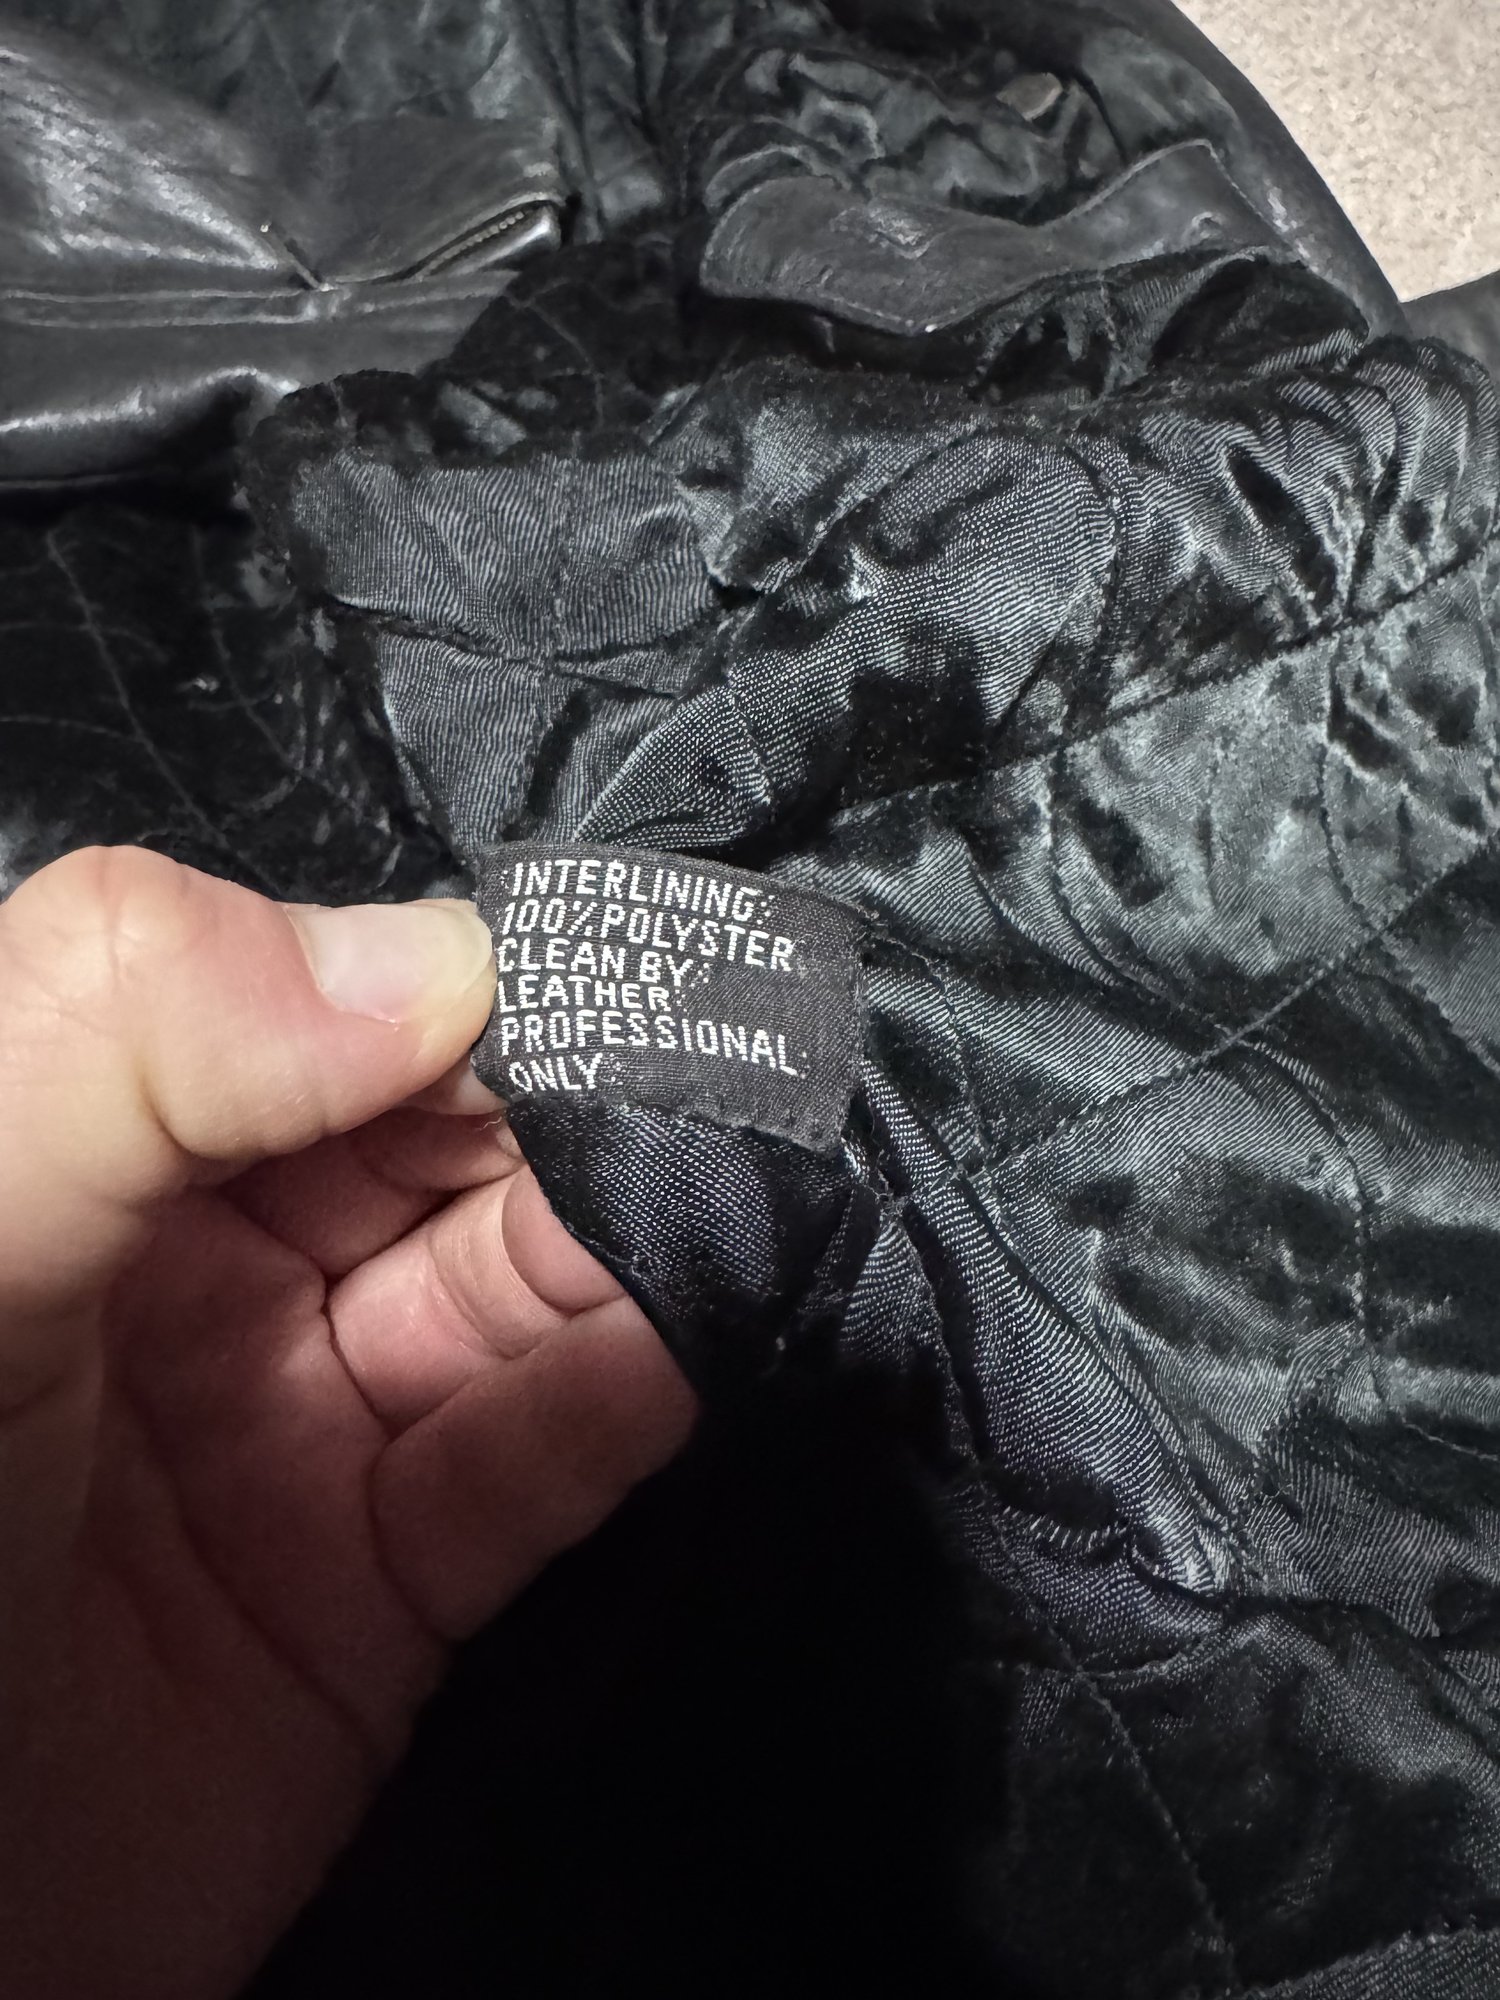 INTERLINING:
100% POLYSTER
CLEAN BY
LEATHER
PROFESSIONAL
ONLY